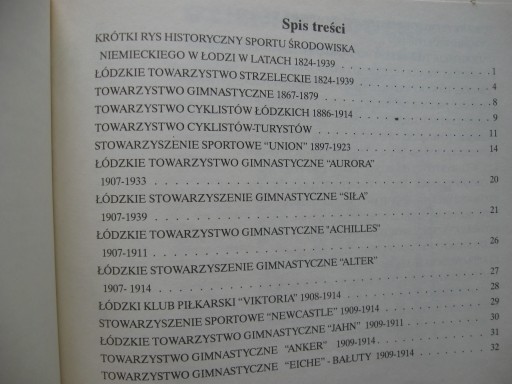 Spis treści
KRÓTKI RYS HISTORYCZNY SPORTU ŚRODOWISKA
NIEMIECKIEGO W ŁODZI W LATACH 1824-1939 . . . . . . . . . . . . . . 1
ŁÓDZKIE TOWARZYSTWO STRZELECKIE 1824-1939 . . . . . . . . . . . . 4
TOWARZYSTWO GIMNASTYCZNE 1867-1879 . . . . . . . . . . . . . . . 8
TOWARZYSTWO CYKLISTÓW ŁÓDZKICH 1886-1914 . . . . . . . . . . . . 9
TOWARZYSTWO CYKLISTÓW-TURYSTÓW . . . . . . . . . . . . . . . . 11
STOWARZYSZENIE SPORTOWE “UNION” 1897-1923 . . . . . . . . . . . . 14
ŁÓDZKIE TOWARZYSTWO GIMNASTYCZNE “AURORA”
1907-1933 . . . . . . . . . . . . . . . . . . . . . . . . . . . . 20
ŁÓDZKIE STOWARZYSZENIE GIMNASTYCZNE “SIŁA”
1907-1939 . . . . . . . . . . . . . . . . . . . . . . . . . . . . 21
ŁÓDZKIE TOWARZYSTWO GIMNASTYCZNE “ACHILLES”
1907-1911 . . . . . . . . . . . . . . . . . . . . . . . . . . . . 26
ŁÓDZKIE STOWARZYSZENIE GIMNASTYCZNE “ALTER”
1907- 1914 . . . . . . . . . . . . . . . . . . . . . . . . . . . . 27
ŁÓDZKI KLUB PIŁKARSKI “VIKTORIA” 1908-1914 . . . . . . . . . . . . . 28
STOWARZYSZENIE SPORTOWE “NEWCASTLE” 1909-1914 . . . . . . . . . . 29
ŁÓDZKIE TOWARZYSTWO GIMNASTYCZNE “JAHN” 1909-1911 . . . . . . . . 30
TOWARZYSTWO GIMNASTYCZNE “ANKER” 1909-1914 . . . . . . . . . . . 31
TOWARZYSTWO GIMNASTYCZNE “EICHE” - BAŁUTY 1909-1914 . . . . . . . 32